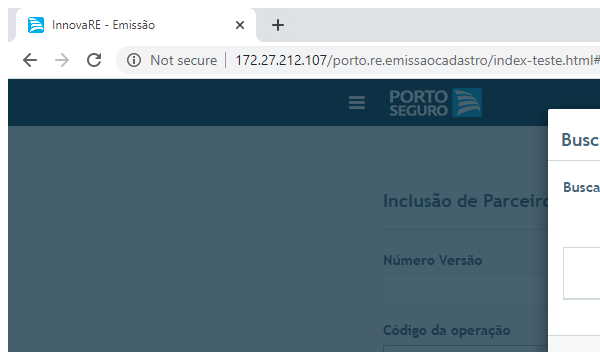 InnovaRE - Emissão
Not secure | 172.27.212.107/porto.re.emissaocadastro/index-teste.html#
PORTO
SEGURO
Busc
Busca
Inclusão de Parceiro
Número Versão
Código da operação